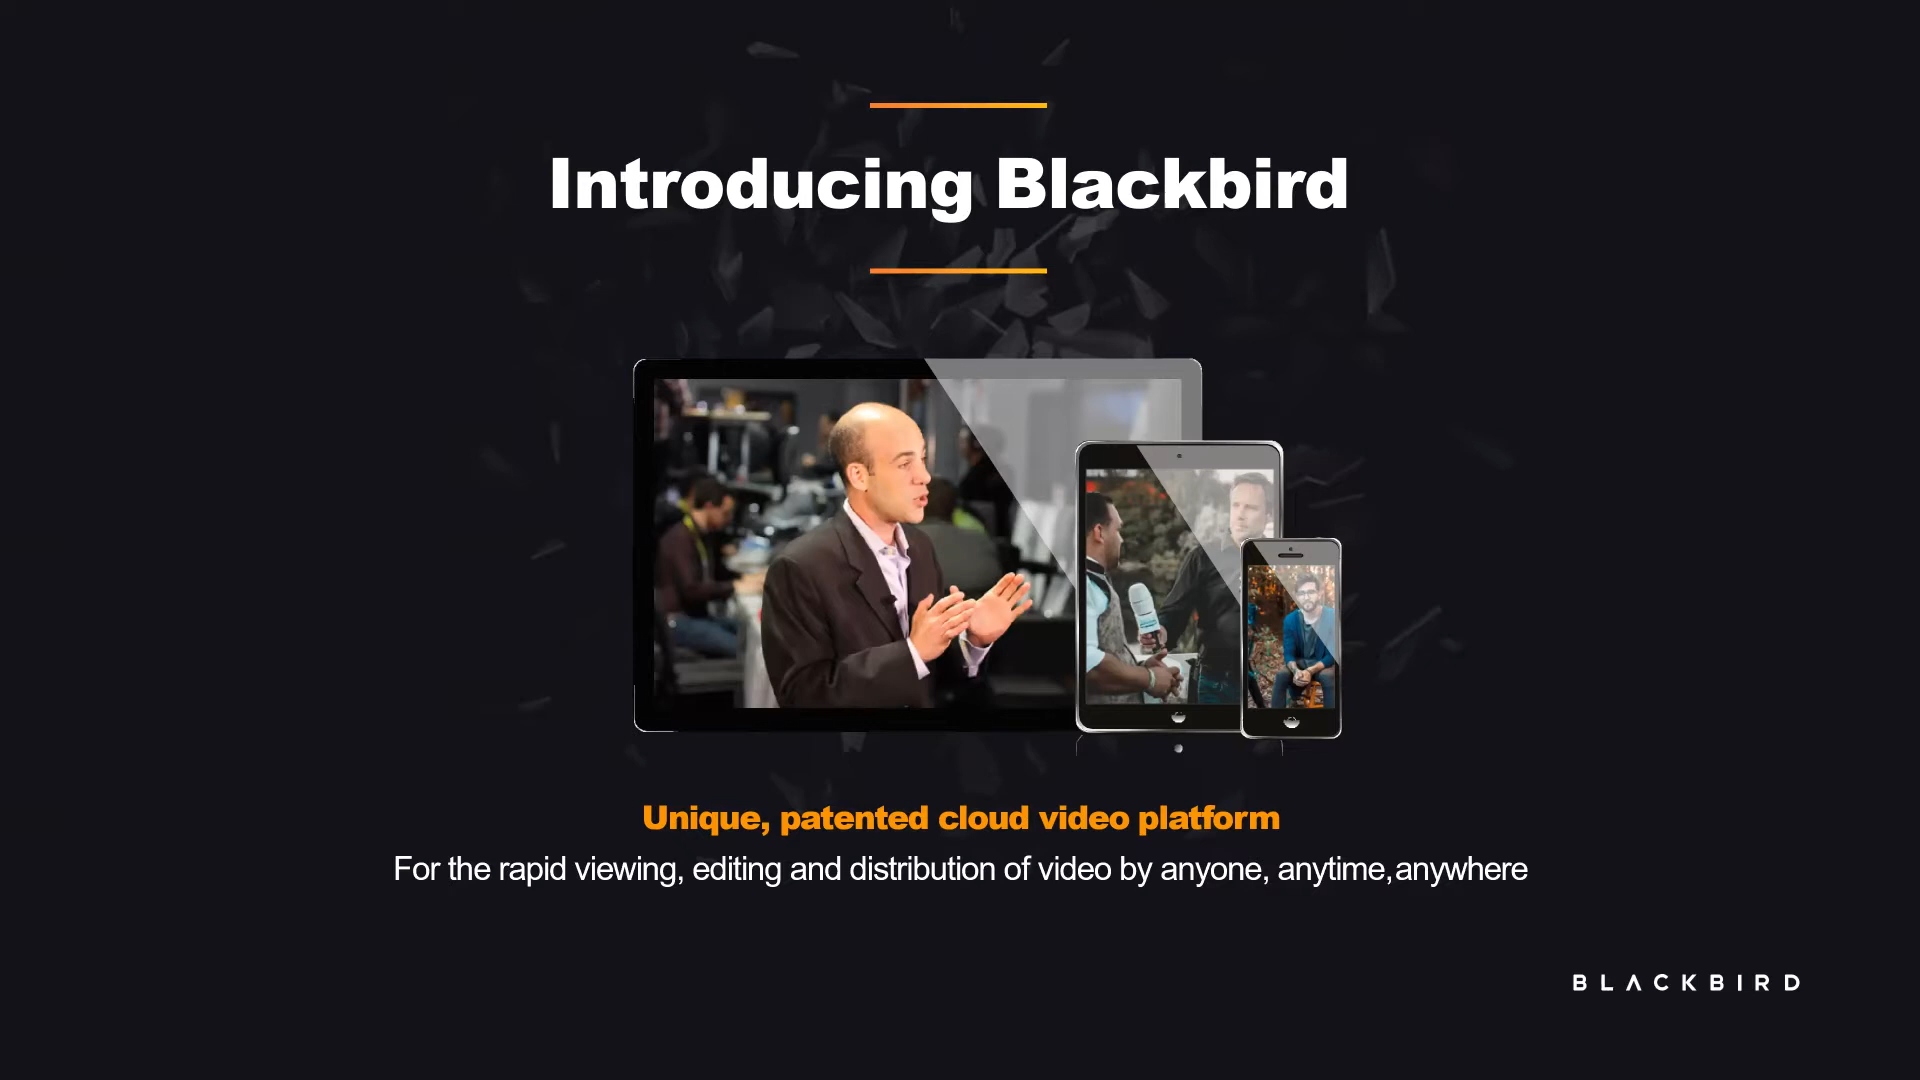 Introducing Blackbird
Unique, patented cloud video platform
For the rapid viewing, editing and distribution of video by anyone, anytime, anywhere
BLACKBIRD